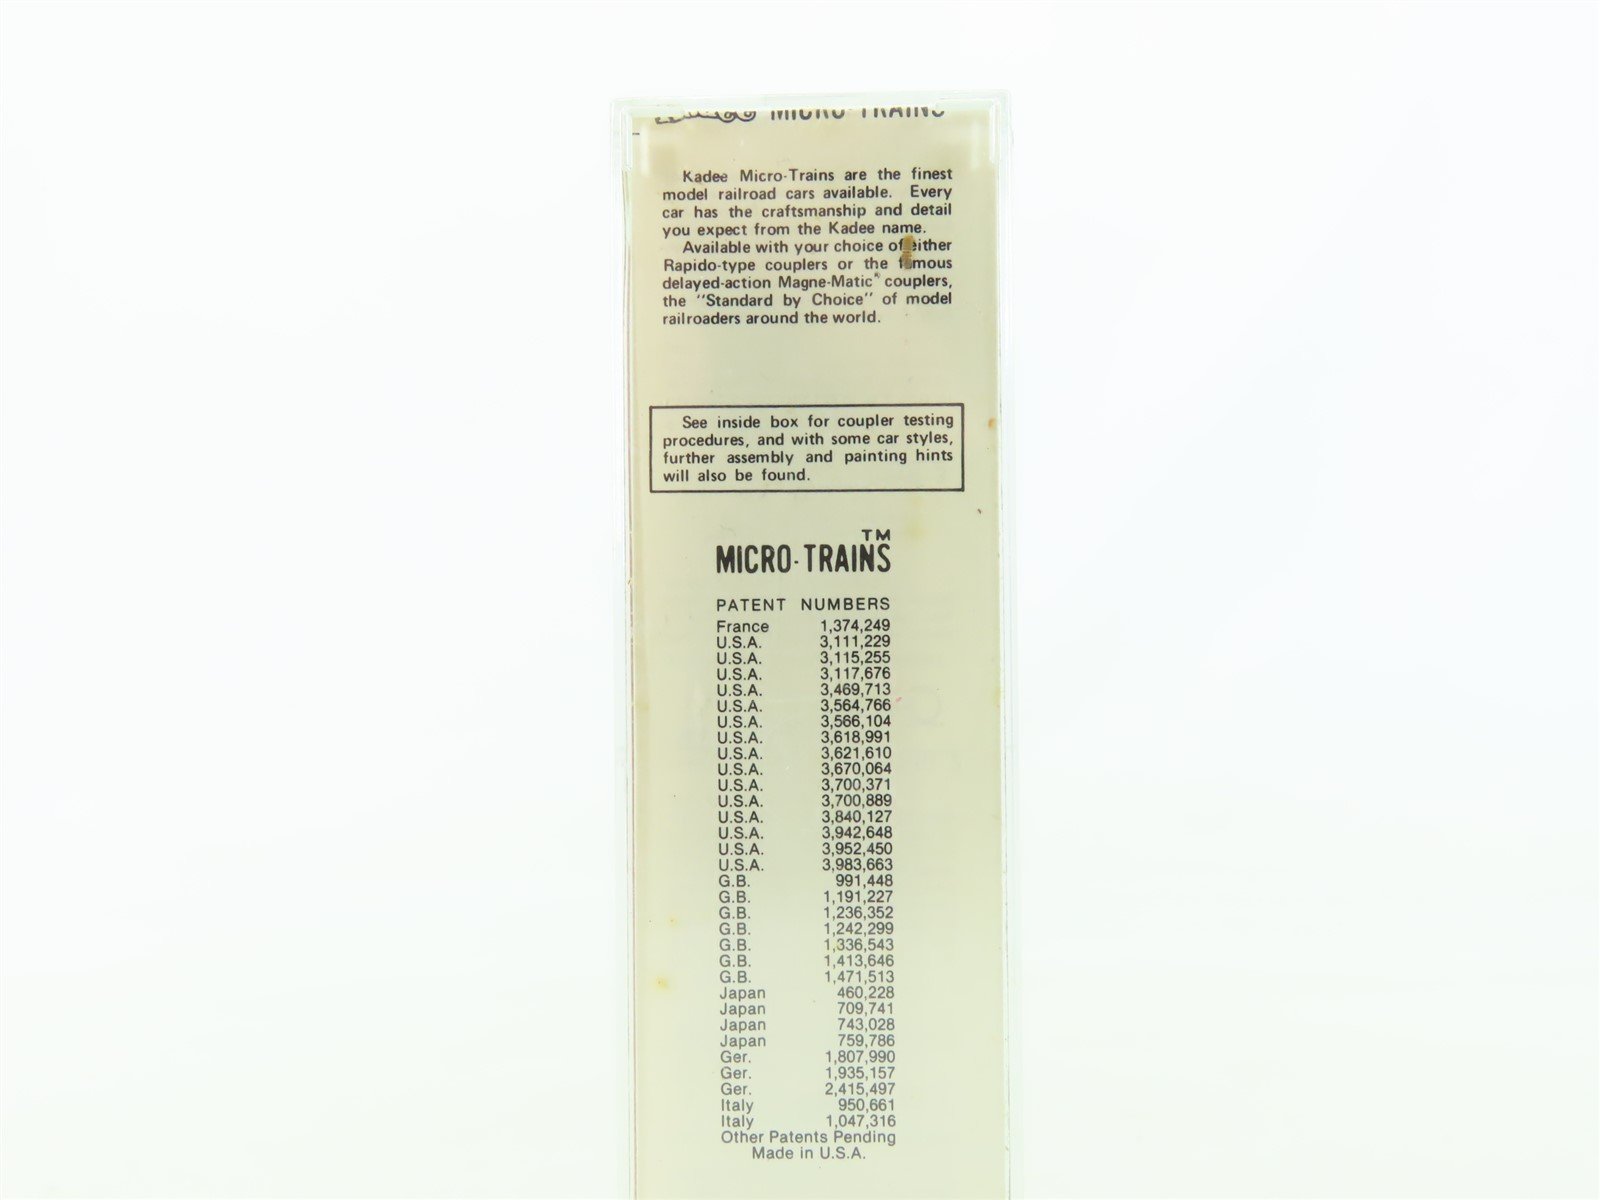 MICRO-TRAINS
Kadee Micro-Trains are the finest
model railroad cars available. Every
car has the craftsmanship and detail
you expect from the Kadee name.
Available with your choice of either
Rapido-type couplers or the famous
delayed-action Magne-Matic® couplers,
the "Standard by Choice" of model
railroaders around the world.
See inside box for coupler testing
procedures, and with some car styles,
further assembly and painting hints
will also be found.
MICRO-TRAINS™
PATENT NUMBERS
France 1,374,249
U.S.A. 3,111,229
U.S.A. 3,115,255
U.S.A. 3,117,676
U.S.A. 3,469,713
U.S.A. 3,564,766
U.S.A. 3,566,104
U.S.A. 3,618,991
U.S.A. 3,621,610
U.S.A. 3,670,064
U.S.A. 3,700,371
U.S.A. 3,700,889
U.S.A. 3,840,127
U.S.A. 3,942,648
U.S.A. 3,952,450
U.S.A. 3,983,663
G.B. 991,448
G.B. 1,191,227
G.B. 1,236,352
G.B. 1,242,299
G.B. 1,336,543
G.B. 1,413,646
G.B. 1,471,513
Japan 460,228
Japan 709,741
Japan 743,028
Japan 759,786
Ger. 1,807,990
Ger. 1,935,157
Ger. 2,415,497
Italy 950,661
Italy 1,047,316
Other Patents Pending
Made in U.S.A.